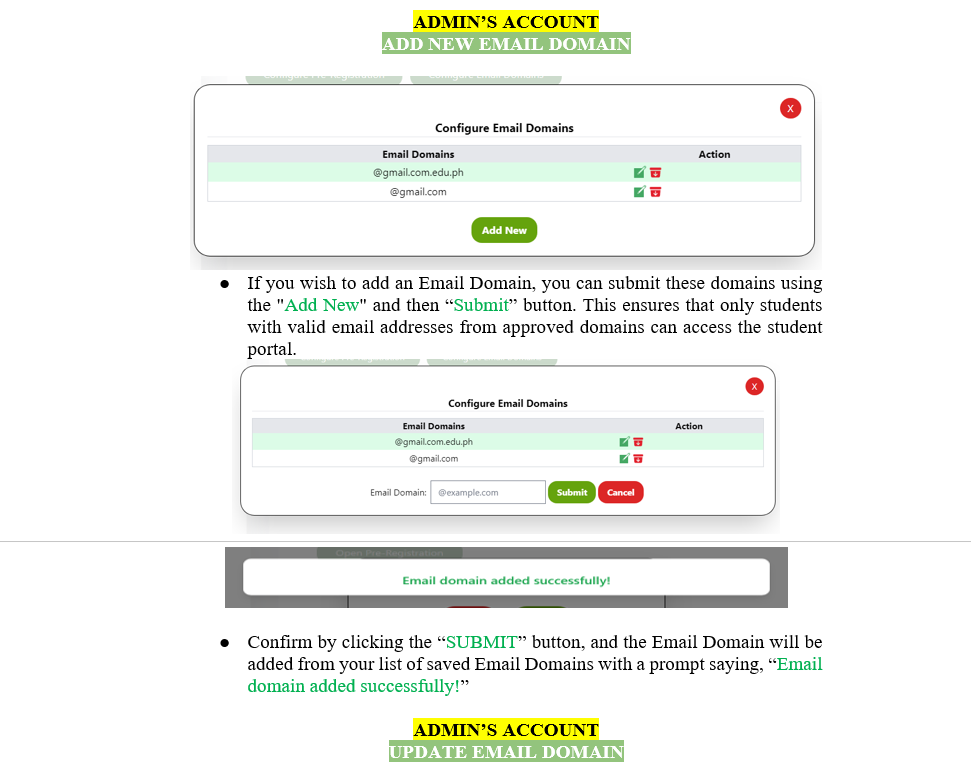 ADMIN’S ACCOUNT
ADD NEW EMAIL DOMAIN
X
Configure Email Domains
Email Domains Action
@gmail.com.edu.ph
@gmail.com
Add New
● If you wish to add an Email Domain, you can submit these domains using
the "Add New" and then “Submit” button. This ensures that only students
with valid email addresses from approved domains can access the student
portal.
X
Configure Email Domains
Email Domains Action
@gmail.com.edu.ph
@gmail.com
Email Domain: @example.com Submit Cancel
Open Pre-Registration
Email domain added successfully!
● Confirm by clicking the “SUBMIT” button, and the Email Domain will be
added from your list of saved Email Domains with a prompt saying, “Email
domain added successfully!”
ADMIN’S ACCOUNT
UPDATE EMAIL DOMAIN